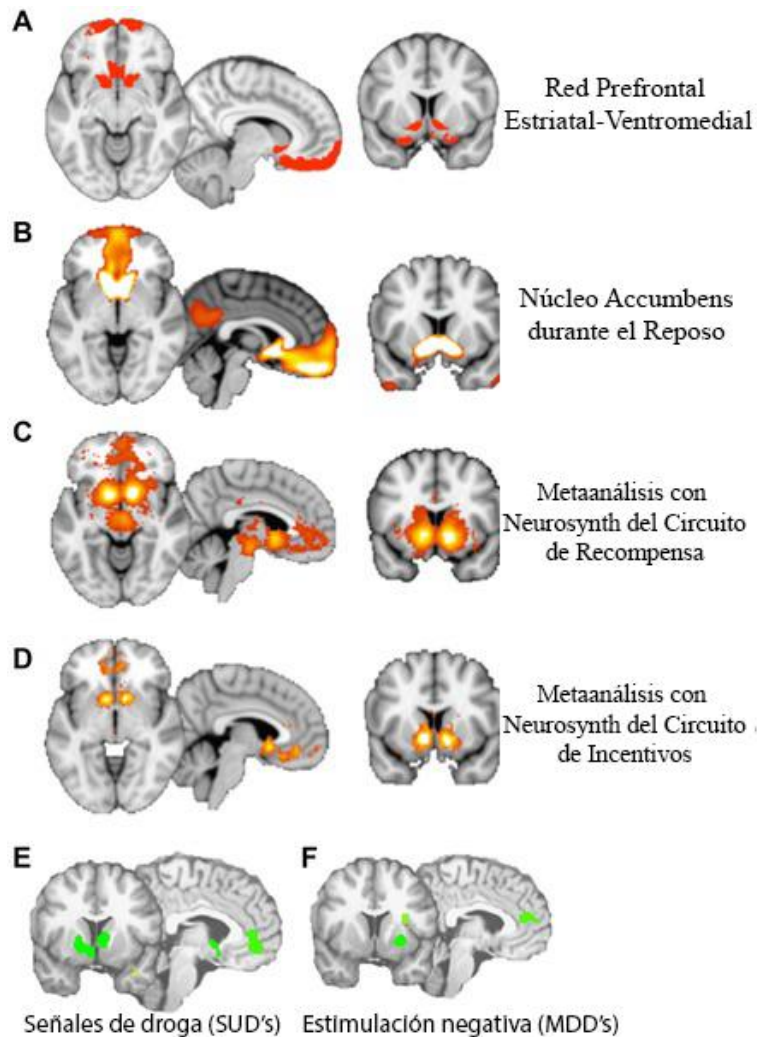 A
Red Prefrontal
Estriatal-Ventromedial
B
Núcleo Accumbens
durante el Reposo
C
Metaanálisis con
Neurosynth del Circuito
de Recompensa
D
Metaanálisis con
Neurosynth del Circuito
de Incentivos
E
F
Señales de droga (SUD's)
Estimulación negativa (MDD's)